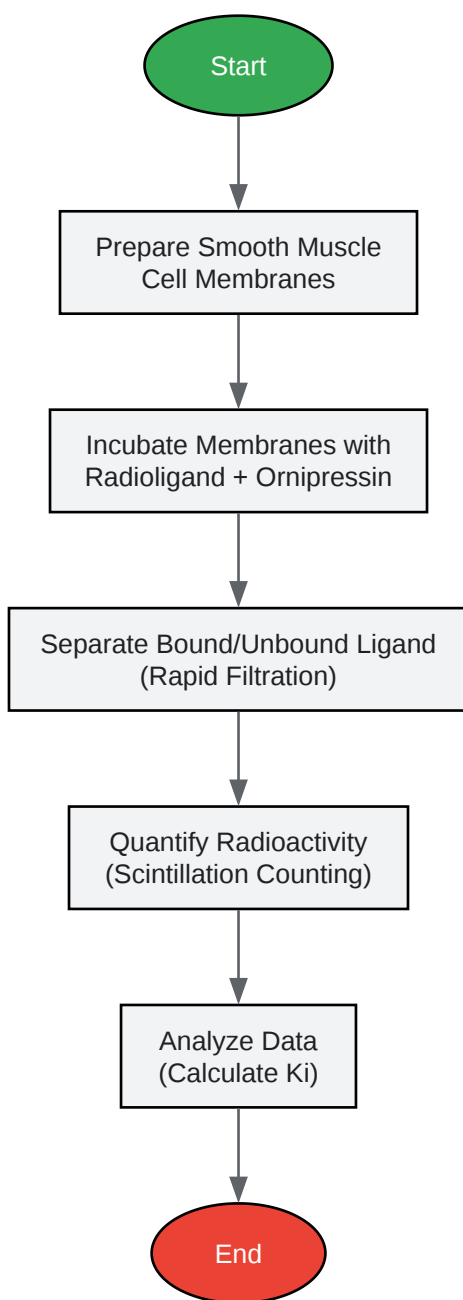 Start
Prepare Smooth Muscle
Cell Membranes
Incubate Membranes with
Radioligand + Ornipressin
Separate Bound/Unbound Ligand
(Rapid Filtration)
Quantify Radioactivity
(Scintillation Counting)
Analyze Data
(Calculate Ki)
End